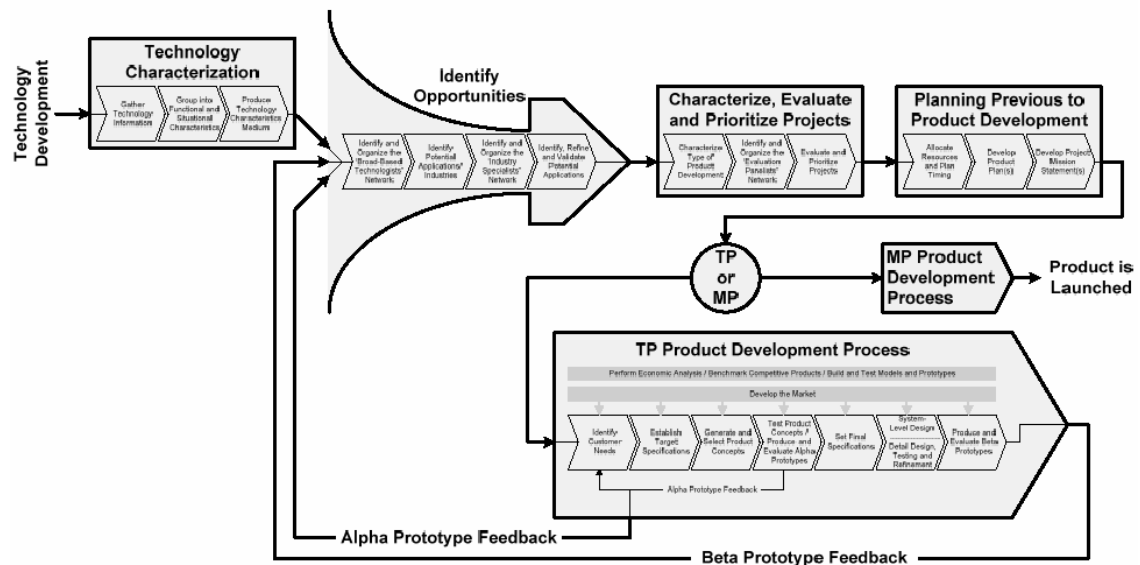 Technology
Development
Technology
Characterization
Gather
Technology
Information
Group into
Functional and
Situational
Characteristics
Produce
Technology
Characteristics
Medium
Identify
Opportunities
Identify and
Organize the
'Broad-Based
Technologists'
Network
Identify
Potential
Applications'
Industries
Identify and
Organize the
'Industry
Specialists'
Network
Identify, Refine
and Validate
Potential
Applications
Characterize, Evaluate
and Prioritize Projects
Characterize
Type of
Product
Development
Identify and
Organize the
'Evaluation
Panelists'
Network
Evaluate and
Prioritize
Projects
Planning Previous to
Product Development
Allocate
Resources
and Plan
Timing
Develop
Product
Plan(s)
Develop Project
Mission
Statement(s)
TP
or
MP
MP Product
Development
Process
Product is
Launched
TP Product Development Process
Perform Economic Analysis / Benchmark Competitive Products / Build and Test Models and Prototypes
Develop the Market
Identify
Customer
Needs
Establish
Target
Specifications
Generate and
Select Product
Concepts
Test Product
Concepts /
Produce and
Evaluate Alpha
Prototypes
Set Final
Specifications
System-
Level Design
Detail Design,
Testing and
Refinement
Produce and
Evaluate Beta
Prototypes
Alpha Prototype Feedback
Alpha Prototype Feedback
Beta Prototype Feedback